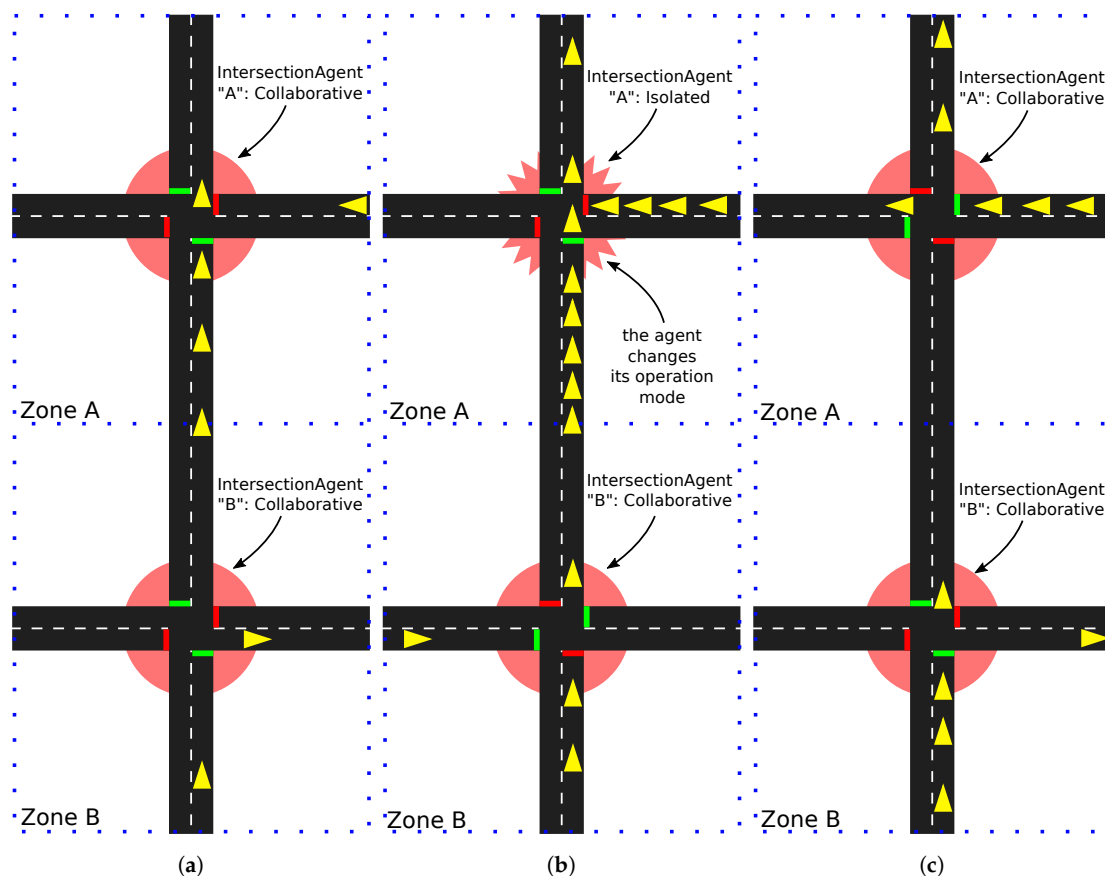 IntersectionAgent
"A": Collaborative
Zone A
IntersectionAgent
"B": Collaborative
Zone B
(a)
IntersectionAgent
"A": Isolated
the agent
changes
its operation
mode
Zone A
IntersectionAgent
"B": Collaborative
Zone B
(b)
IntersectionAgent
"A": Collaborative
Zone A
IntersectionAgent
"B": Collaborative
Zone B
(c)